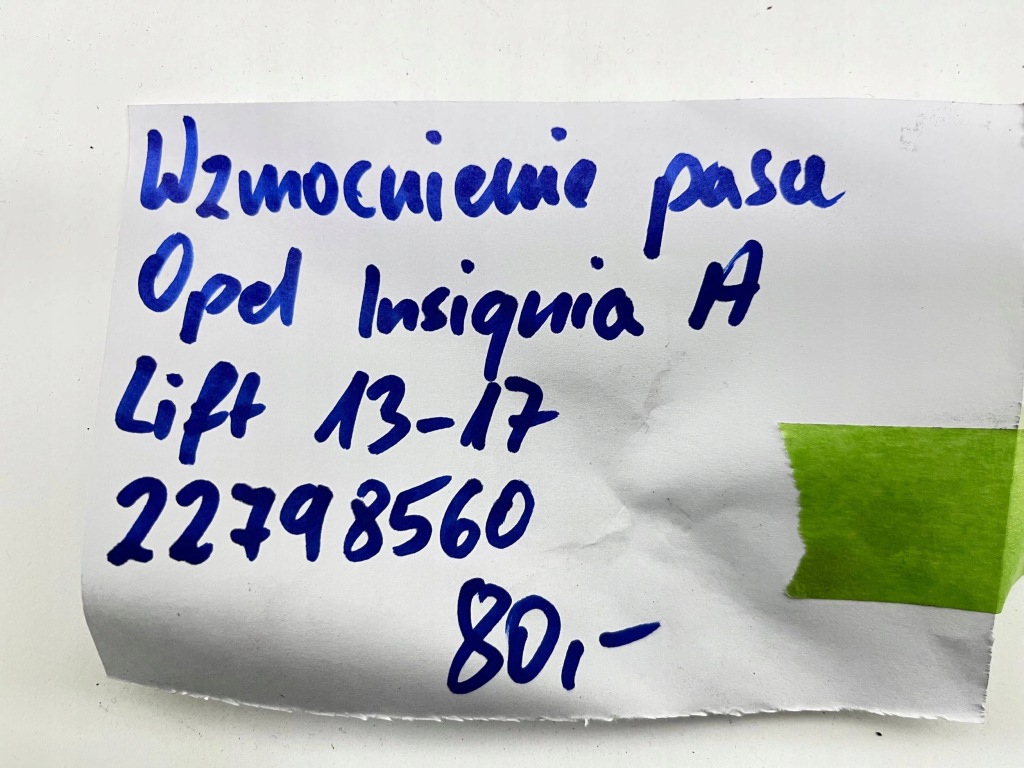 Wzmocnienie pasa
Opel Insignia A
Lift 13-17
22798560
80,-